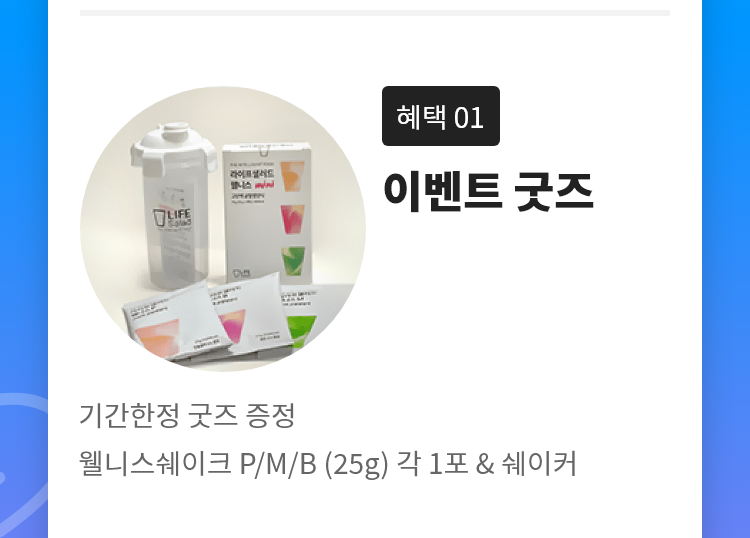 혜택 01
이벤트 굿즈
LIFE
Salad
라이프샐러드
웰니스 mini
기간한정 굿즈 증정
웰니스쉐이크 P/M/B (25g) 각 1포 & 쉐이커